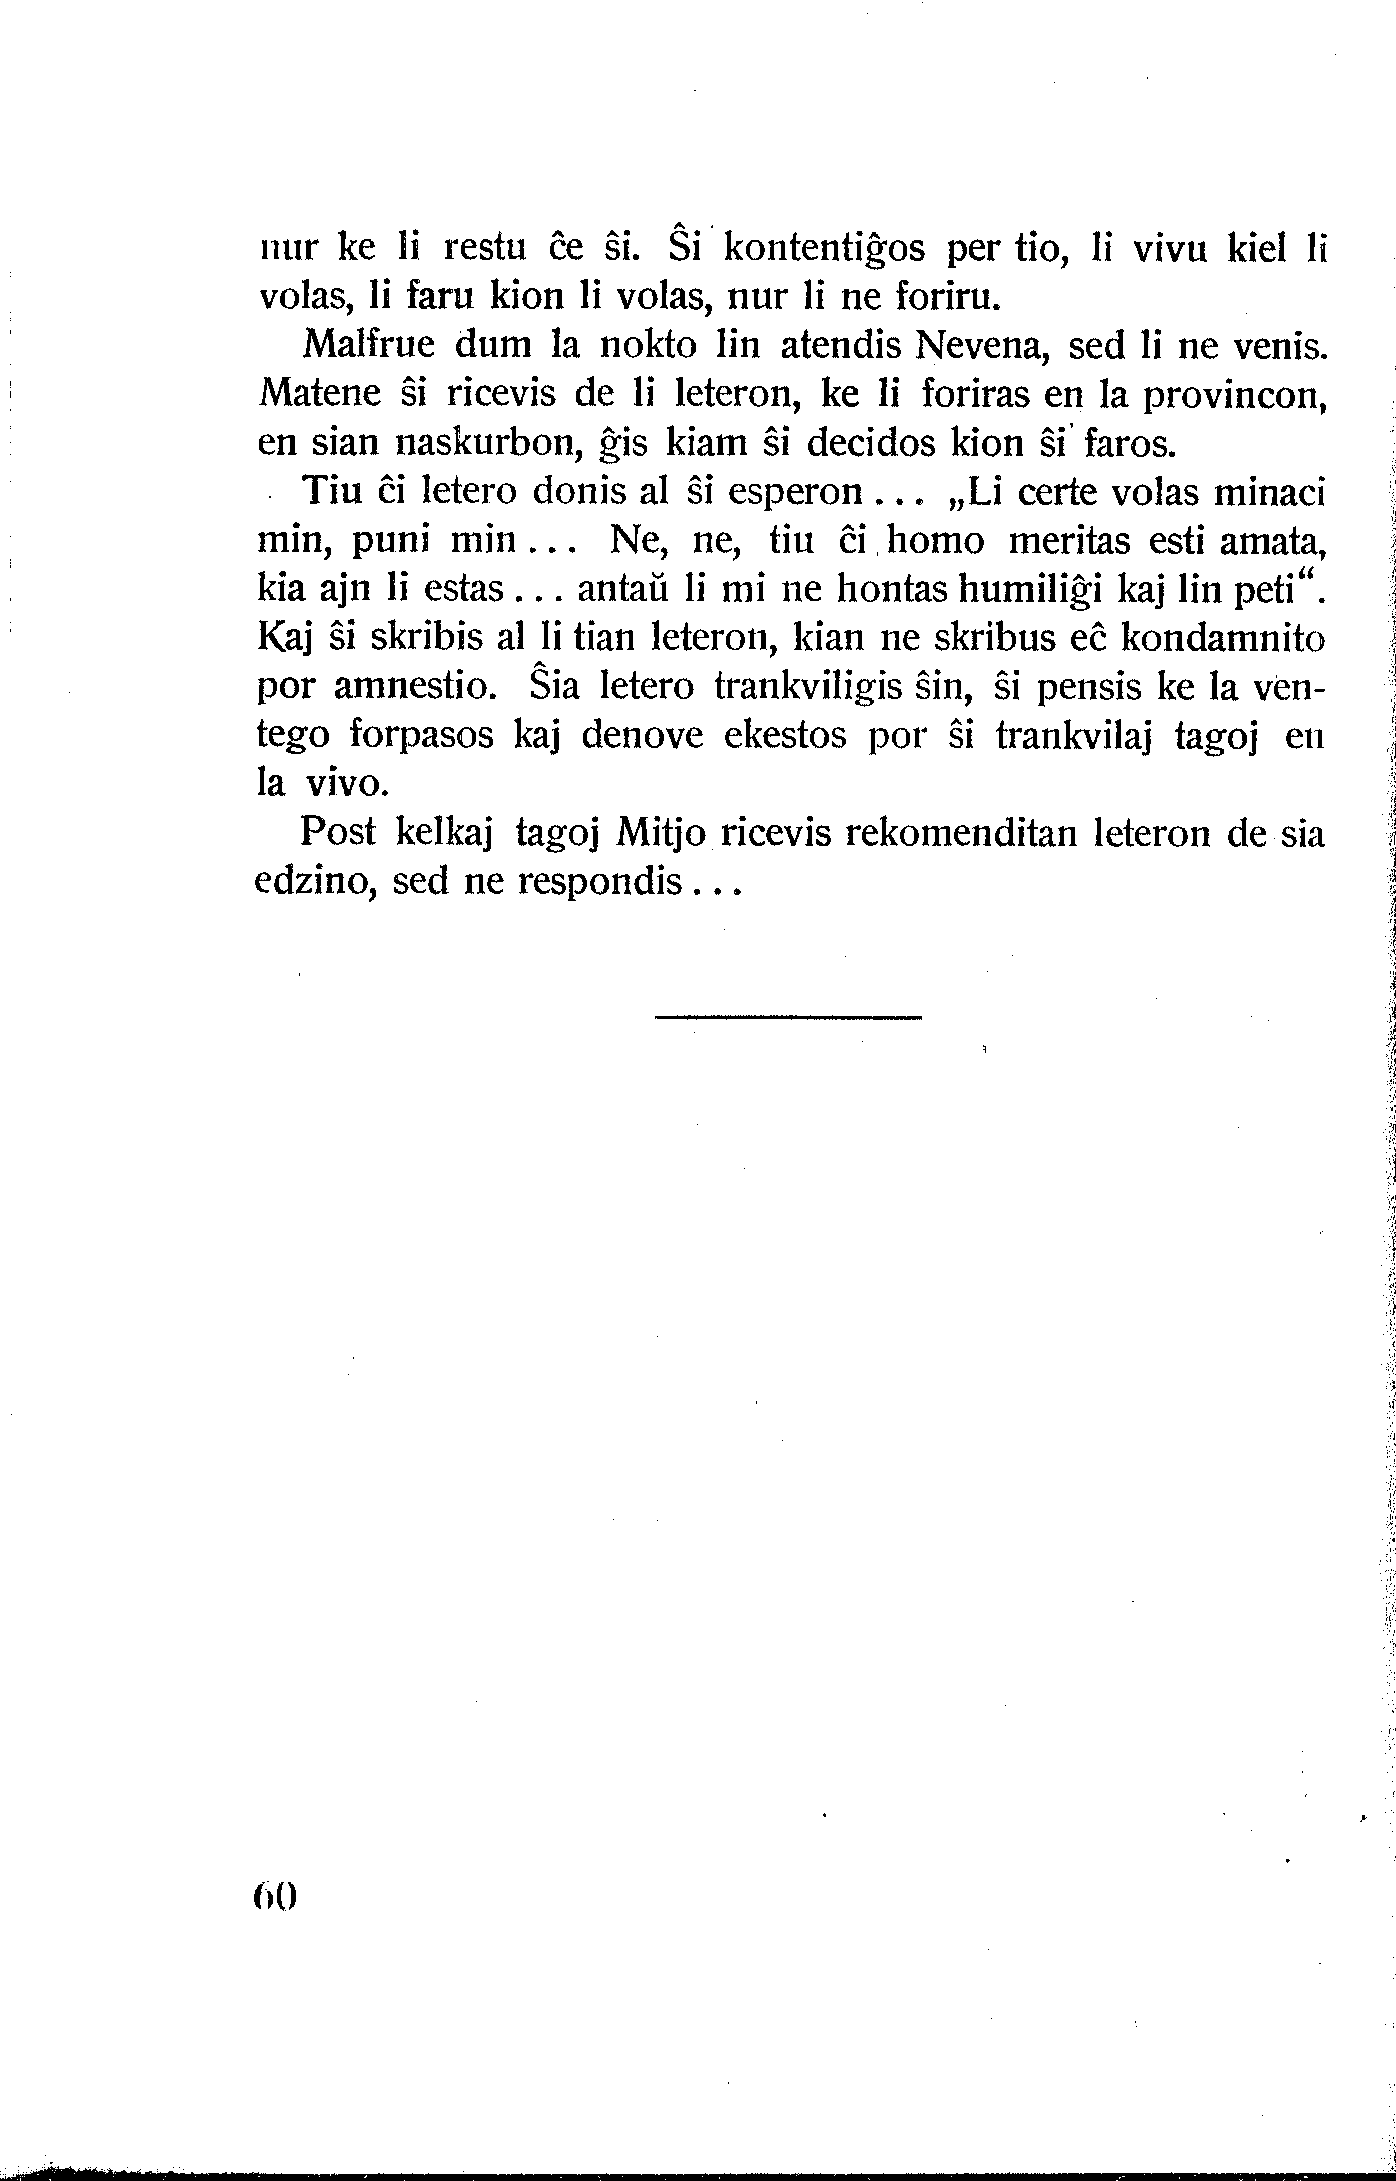 nur ke li restu ĉe ŝi. Ŝi kontentiĝos per tio, li vivu kiel li
volas, li faru kion li volas, nur li ne foriru.
Malfrue dum la nokto lin atendis Nevena, sed li ne venis.
Matene ŝi ricevis de li leteron, ke li foriras en la provincon,
en sian naskurbon, ĝis kiam ŝi decidos kion ŝi faros.
Tiu ĉi letero donis al ŝi esperon . . . „Li certe volas minaci
min, puni min . . . Ne, ne, tiu ĉi homo meritas esti amata,
kia ajn li estas . . . antaŭ li mi ne hontas humiliĝi kaj lin peti“.
Kaj ŝi skribis al li tian leteron, kian ne skribus eĉ kondamnito
por amnestio. Ŝia letero trankviligis ŝin, ŝi pensis ke la ven-
tego forpasos kaj denove ekestos por ŝi trankvilaj tagoj en
la vivo.
Post kelkaj tagoj Mitjo ricevis rekomenditan leteron de sia
edzino, sed ne respondis . . .
60